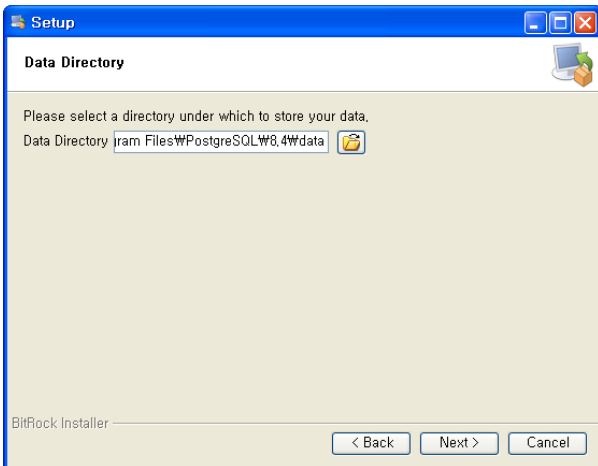 Setup
Data Directory
Please select a directory under which to store your data.
Data Directory gram Files₩PostgreSQL₩8.4₩data
BitRock Installer
< Back Next > Cancel